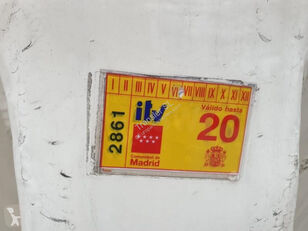 I II III IV V VI VII VIII IX X XI XII
Válido hasta
2861
itv
20
Comunidad de
Madrid